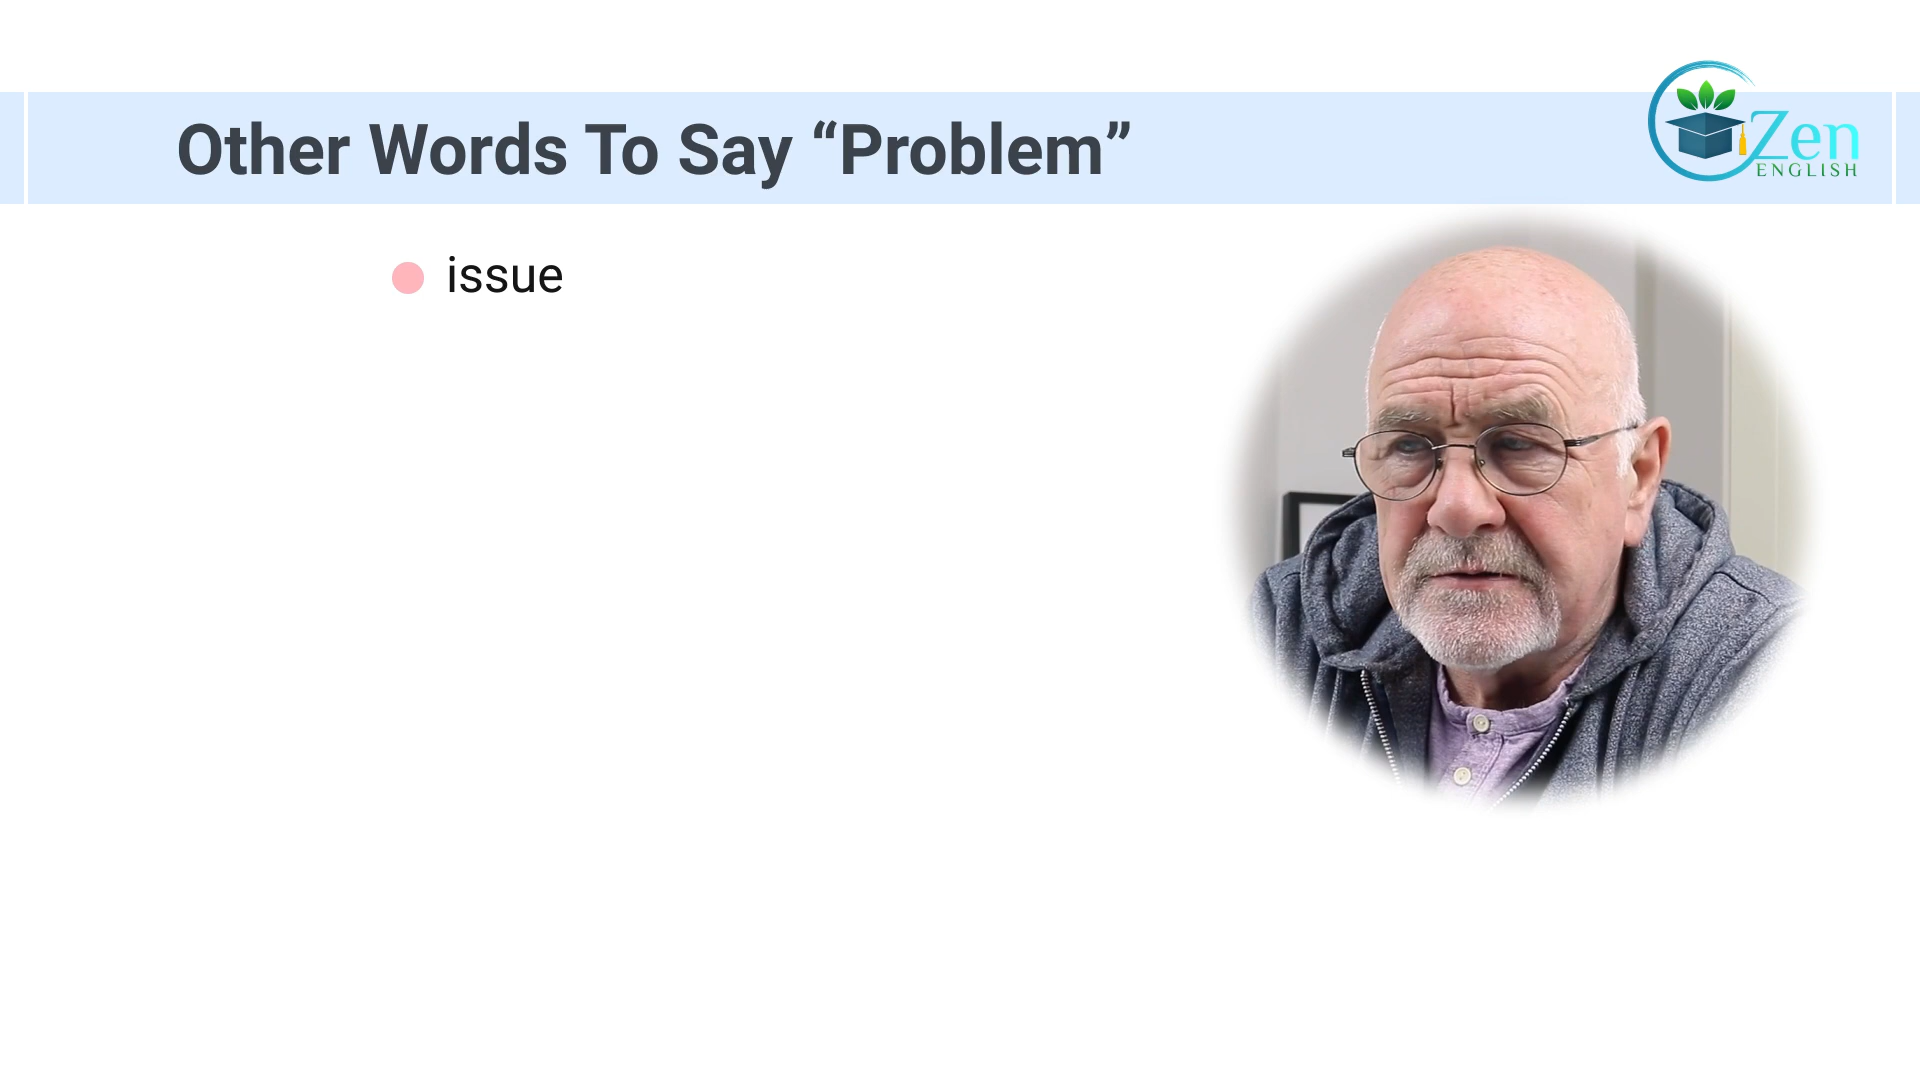 Other Words To Say “Problem”
Zen
ENGLISH
issue